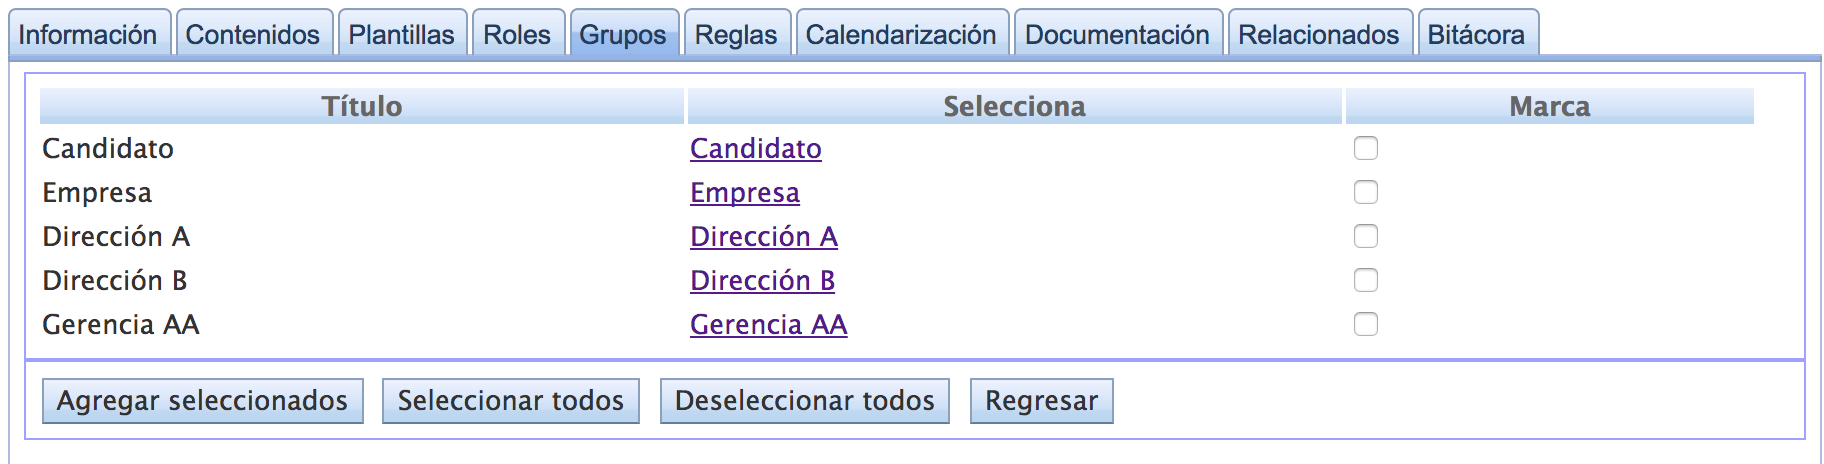 Información Contenidos Plantillas Roles Grupos Reglas Calendarización Documentación Relacionados Bitácora
Título Selecciona Marca
Candidato Candidato
Empresa Empresa
Dirección A Dirección A
Dirección B Dirección B
Gerencia AA Gerencia AA
Agregar seleccionados Seleccionar todos Deseleccionar todos Regresar